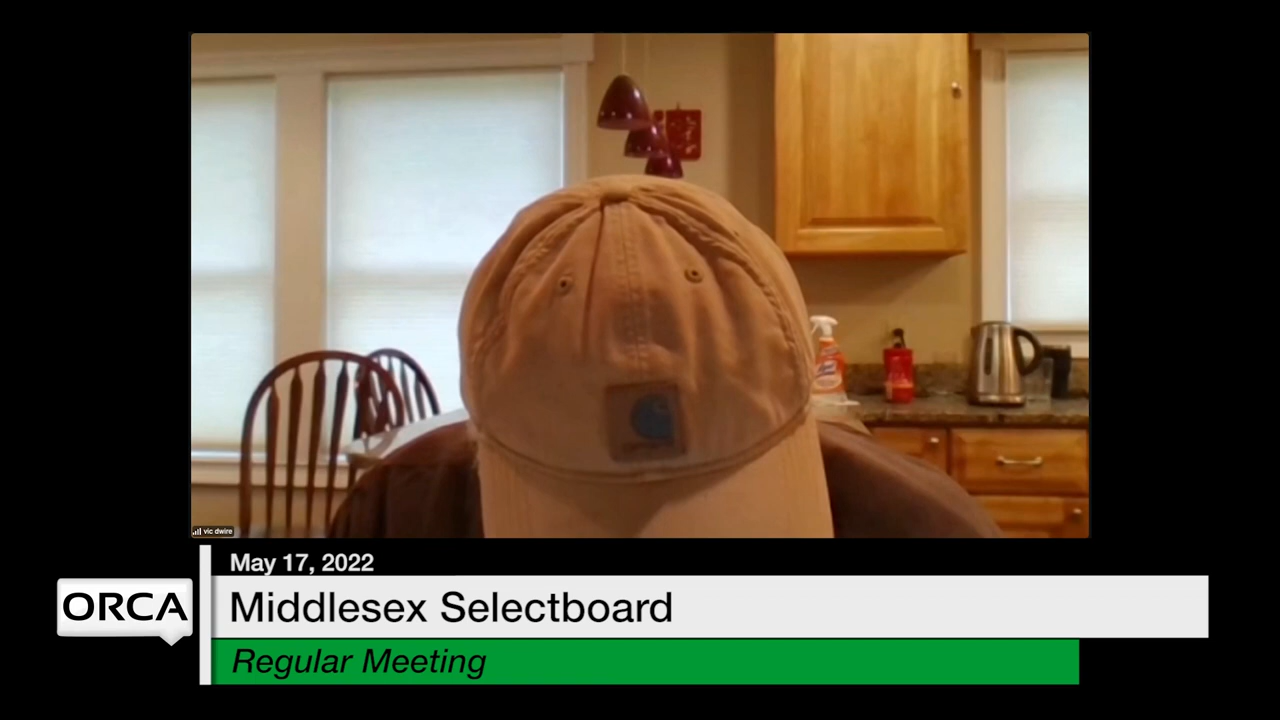 vic dwire
May 17, 2022
ORCA
Middlesex Selectboard
Regular Meeting